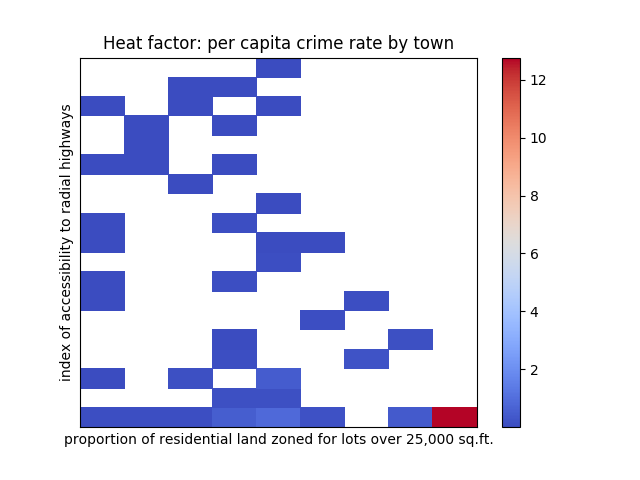 Heat factor: per capita crime rate by town
index of accessibility to radial highways
proportion of residential land zoned for lots over 25,000 sq.ft.
12
10
8
6
4
2